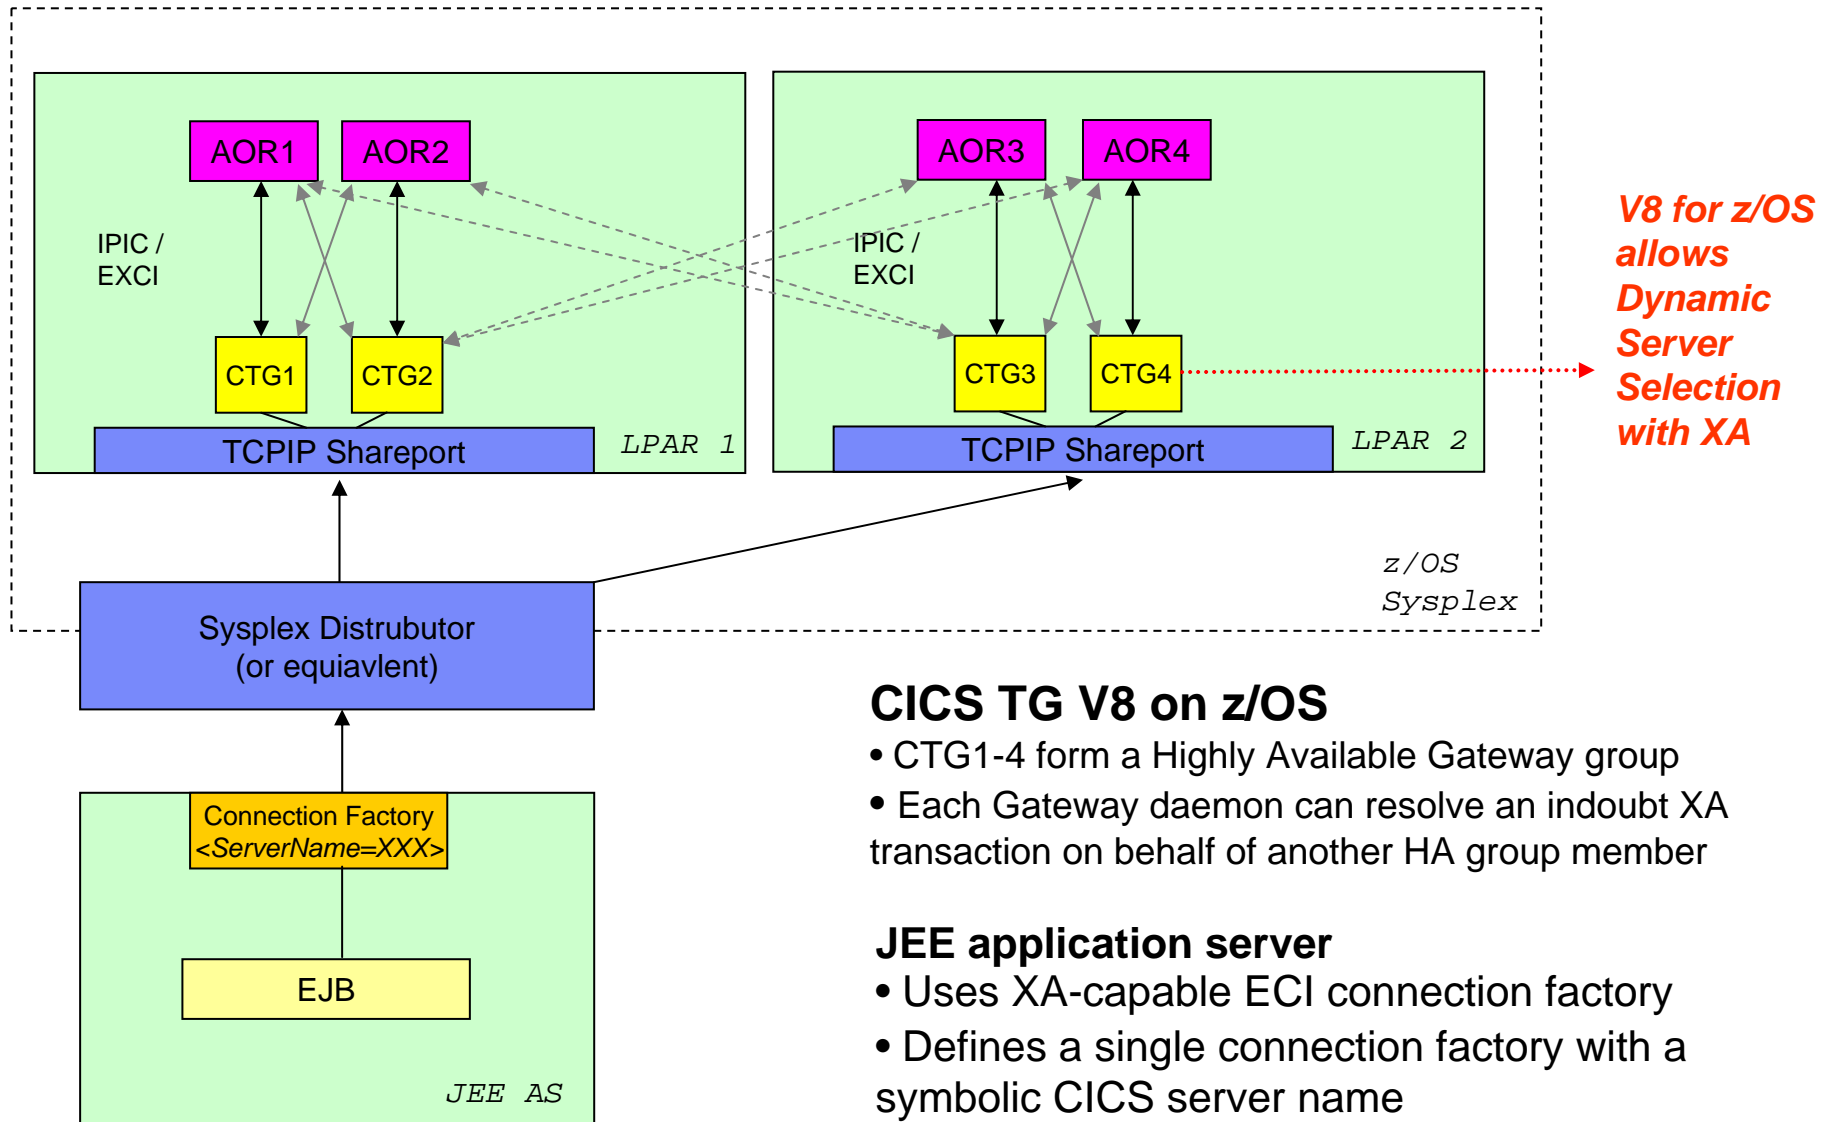 AOR1
AOR2
AOR3
AOR4
IPIC /
EXCI
IPIC /
EXCI
V8 for z/OS
allows
Dynamic
Server
Selection
with XA
CTG1
CTG2
CTG3
CTG4
TCPIP Shareport
LPAR 1
TCPIP Shareport
LPAR 2
z/OS
Sysplex
Sysplex Distrubutor
(or equiavlent)
CICS TG V8 on z/OS
• CTG1-4 form a Highly Available Gateway group
• Each Gateway daemon can resolve an indoubt XA
transaction on behalf of another HA group member
Connection Factory
<ServerName=XXX>
EJB
JEE AS
JEE application server
• Uses XA-capable ECI connection factory
• Defines a single connection factory with a
symbolic CICS server name